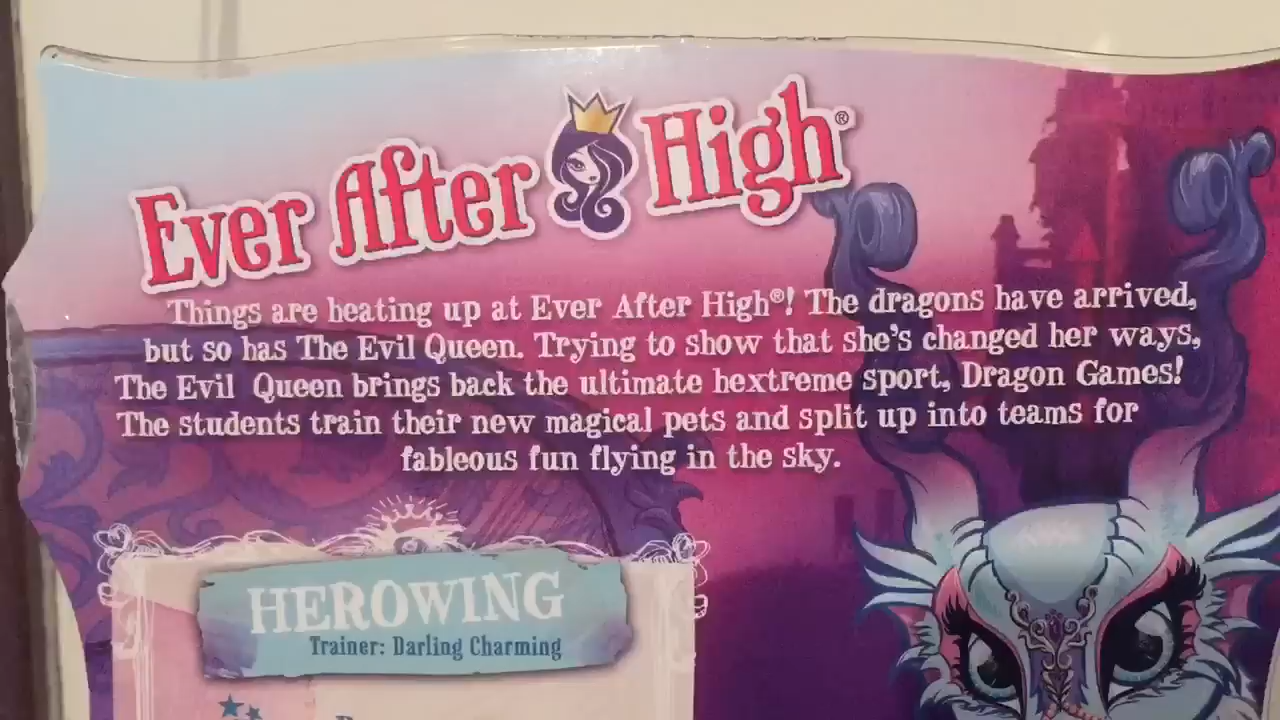 Ever After High®
Things are heating up at Ever After High®! The dragons have arrived,
but so has The Evil Queen. Trying to show that she's changed her ways,
The Evil Queen brings back the ultimate hextreme sport, Dragon Games!
The students train their new magical pets and split up into teams for
fableous fun flying in the sky.
HEROWING
Trainer: Darling Charming